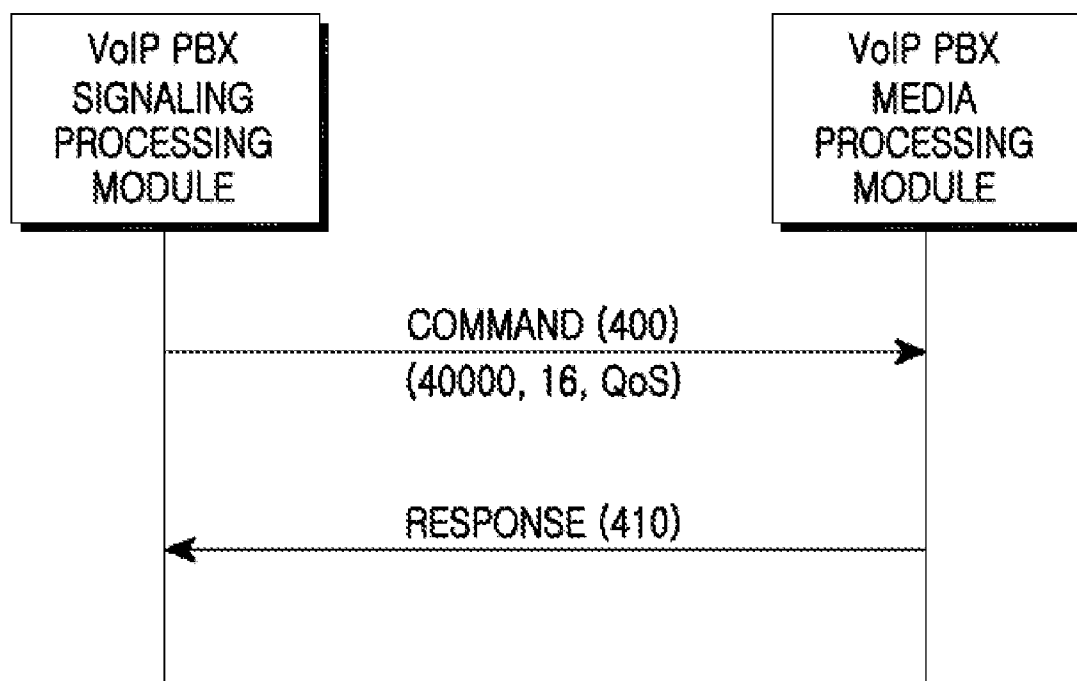 VoIP PBX
SIGNALING
PROCESSING
MODULE
VoIP PBX
MEDIA
PROCESSING
MODULE
COMMAND (400)
(40000, 16, QoS)
RESPONSE (410)